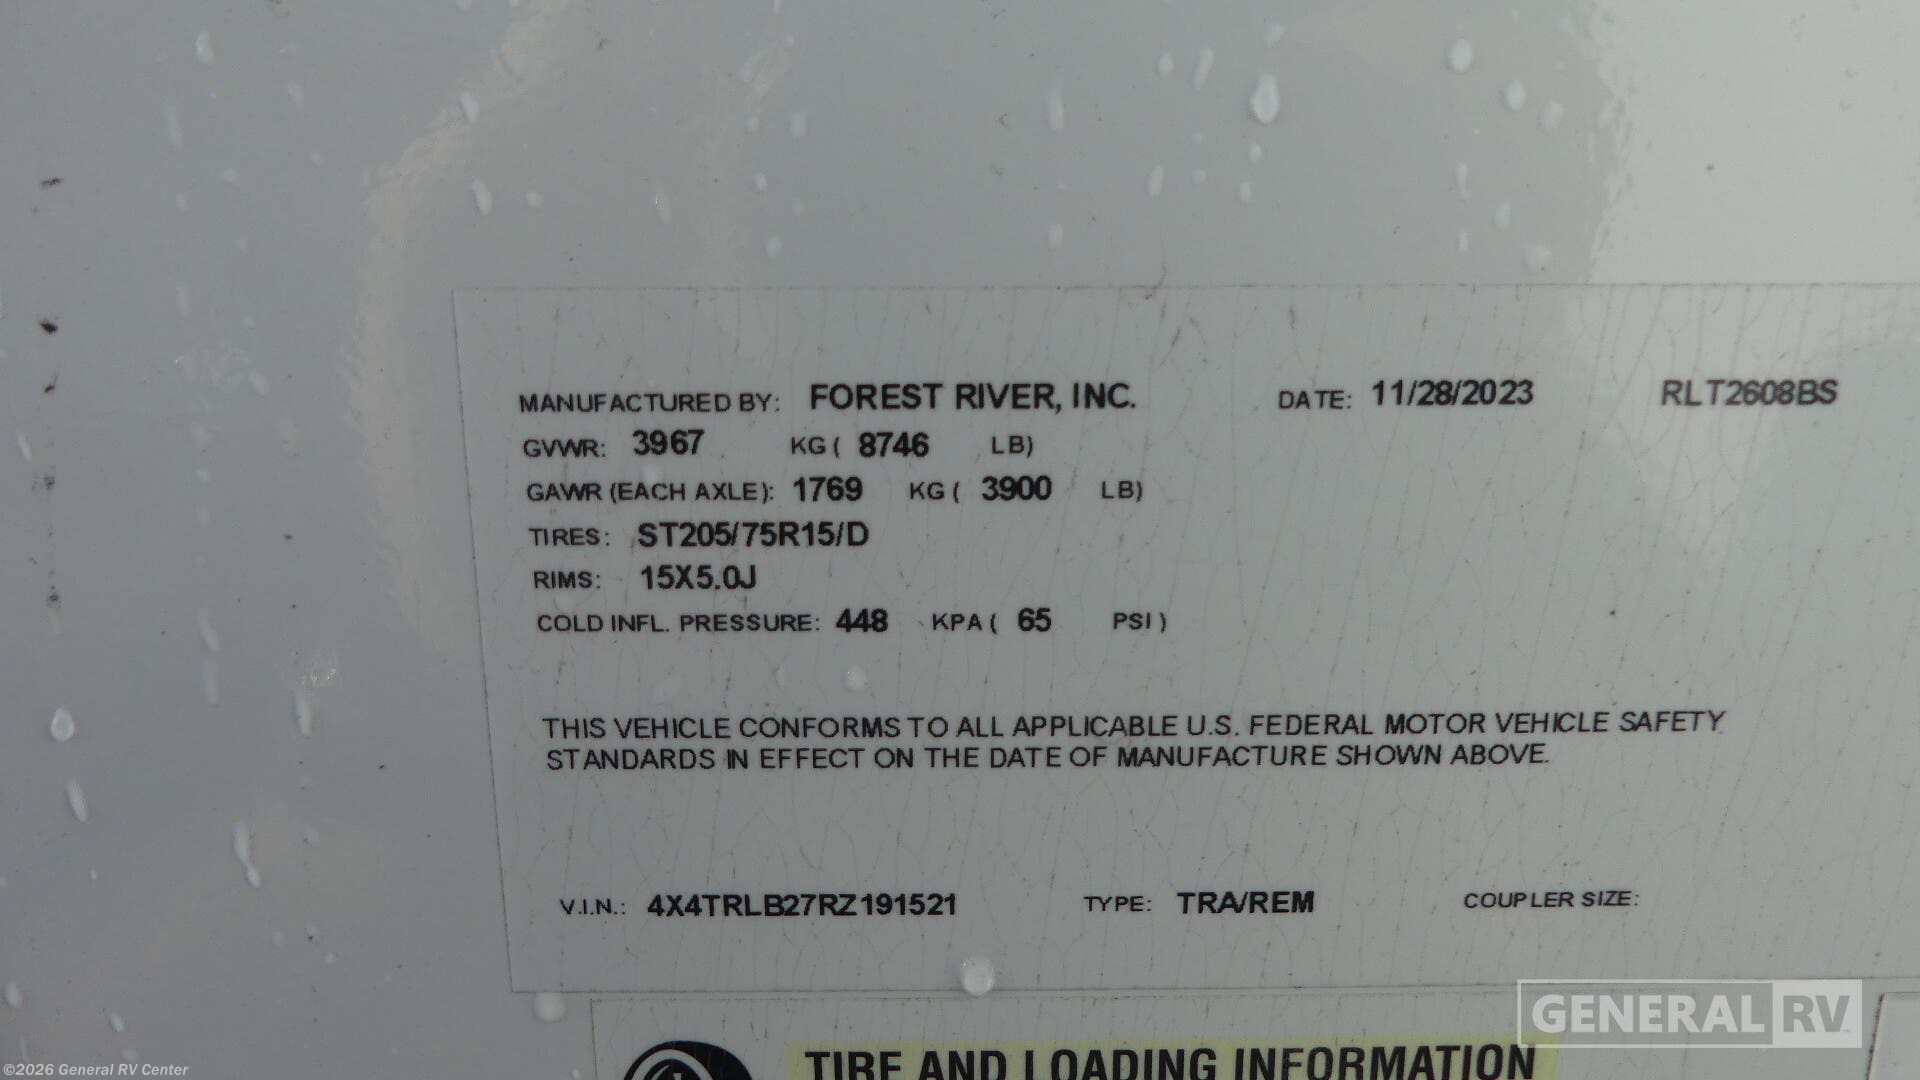 MANUFACTURED BY: FOREST RIVER, INC. DATE: 11/28/2023 RLT2608BS
GVWR: 3967 KG ( 8746 LB)
GAWR (EACH AXLE): 1769 KG ( 3900 LB)
TIRES: ST205/75R15/D
RIMS: 15X5.0J
COLD INFL. PRESSURE: 448 KPA ( 65 PSI )
THIS VEHICLE CONFORMS TO ALL APPLICABLE U.S. FEDERAL MOTOR VEHICLE SAFETY
STANDARDS IN EFFECT ON THE DATE OF MANUFACTURE SHOWN ABOVE.
V.I.N.: 4X4TRLB27RZ191521 TYPE: TRA/REM COUPLER SIZE:
GENERAL RV
TIRE AND LOADING INFORMATION
©2026 General RV Center